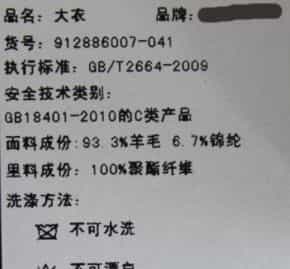 品名: 大衣 品牌:
货号: 912886007-041
执行标准: GB/T2664-2009
安全技术类别:
GB18401-2010的C类产品
面料成份:93.3%羊毛 6.7%锦纶
里料成份: 100%聚酯纤维
洗涤方法:
不可水洗
不可漂白